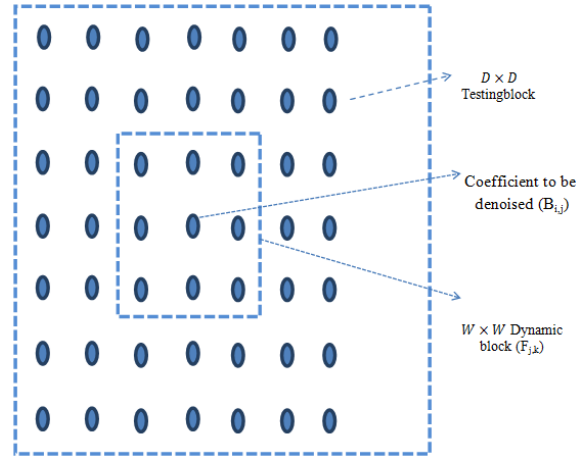 D × D
Testingblock
Coefficient to be
denoised (B_{i,j})
W × W Dynamic
block (F_{j,k})